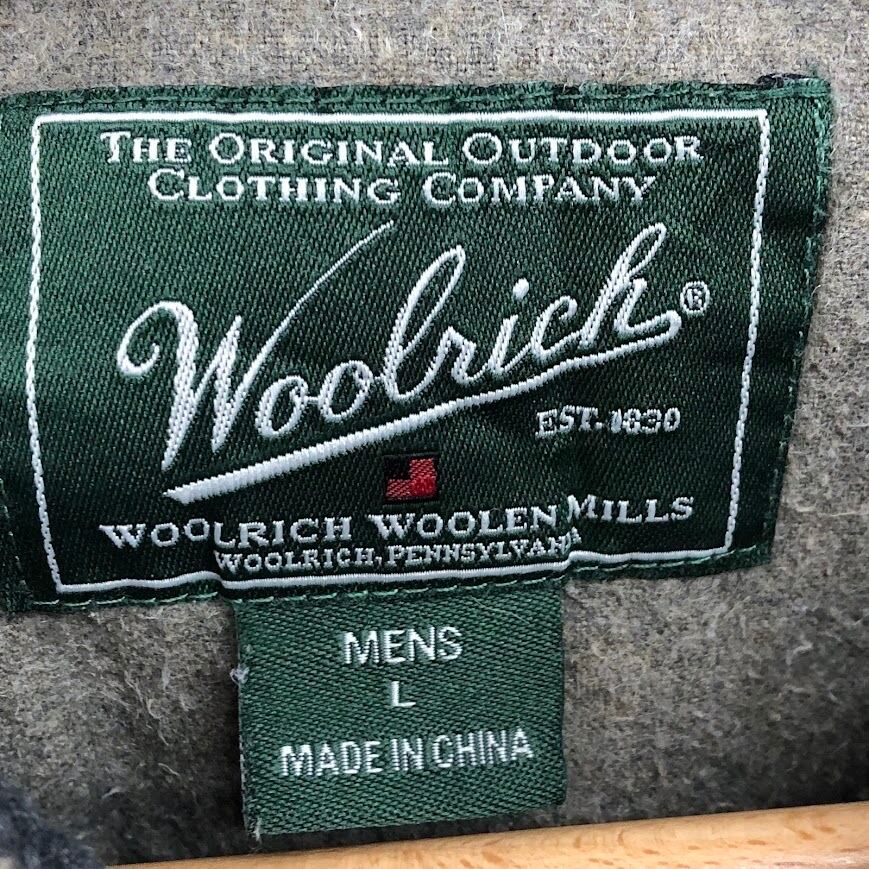 THE ORIGINAL OUTDOOR
CLOTHING COMPANY
Woolrich®
EST. 1830
WOOLRICH WOOLEN MILLS
WOOLRICH, PENNSYLVANIA
MENS
L
MADE IN CHINA